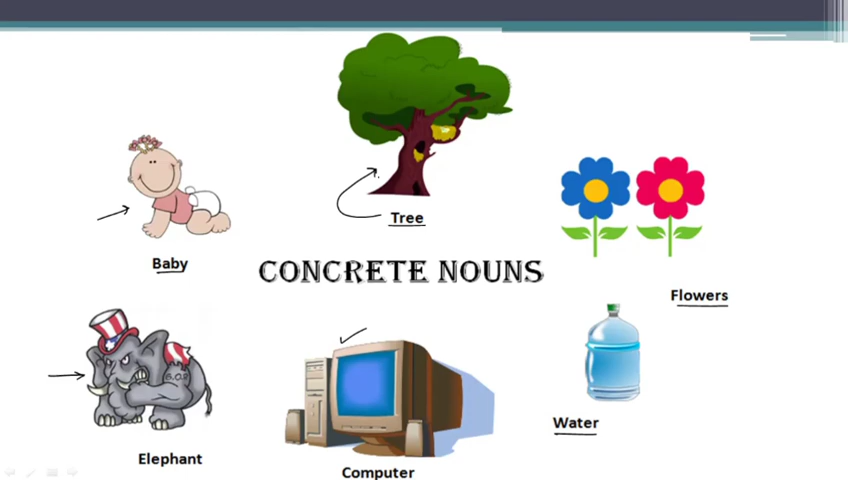 Tree
Baby
CONCRETE NOUNS
Flowers
G.O.P
Water
Elephant
Computer